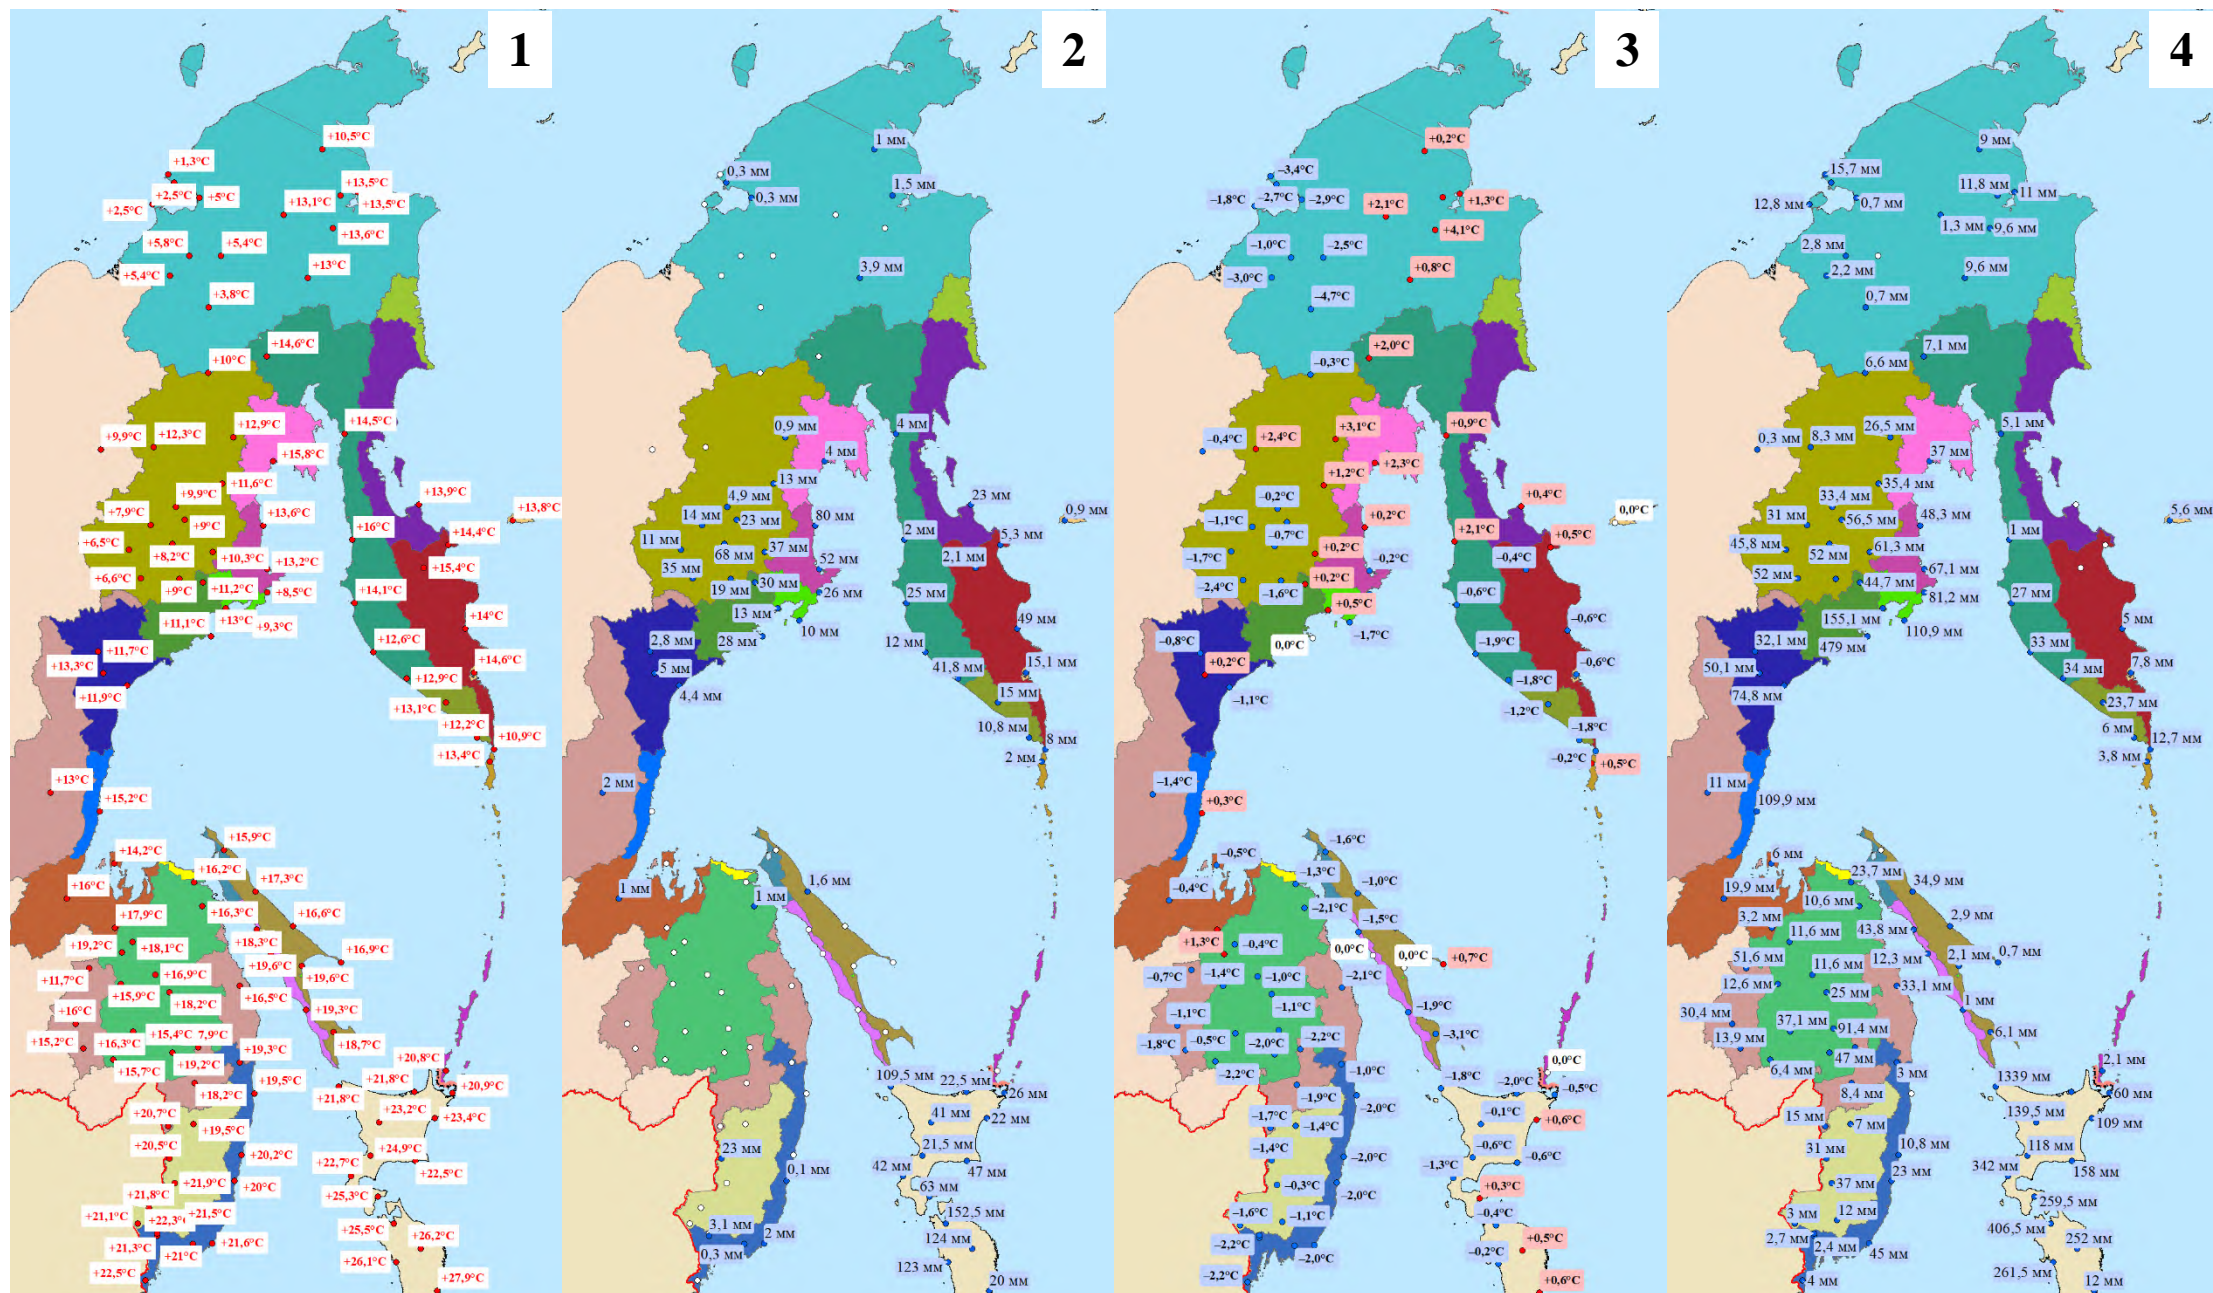 1
+10,5°C
+1,3°C
+2,5°C
+5°C
+13,5°C
+2,5°C
+13,1°C
+13,5°C
+5,8°C
+5,4°C
+13,6°C
+5,4°C
+13°C
+3,8°C
+14,6°C
+10°C
+14,5°C
+9,9°C
+12,3°C
+12,9°C
+15,8°C
+11,6°C
+9,9°C
+13,9°C
+13,8°C
+7,9°C
+9°C
+13,6°C
+16°C
+14,4°C
+6,5°C
+8,2°C
+10,3°C
+13,2°C
+15,4°C
+6,6°C
+9°C
+11,2°C
+8,5°C
+14,1°C
+11,1°C
+13°C
+9,3°C
+14°C
+11,7°C
+12,6°C
+13,3°C
+14,6°C
+11,9°C
+12,9°C
+13,1°C
+12,2°C
+10,9°C
+13,4°C
+13°C
+15,2°C
+15,9°C
+14,2°C
+16,2°C
+16°C
+17,3°C
+17,9°C
+16,3°C
+16,6°C
+19,2°C
+18,1°C
+18,3°C
+16,9°C
+11,7°C
+16,9°C
+19,6°C
+19,6°C
+15,9°C
+18,2°C
+16,5°C
+16°C
+19,3°C
+15,2°C
+16,3°C
+15,4°C
7,9°C
+19,3°C
+18,7°C
+15,7°C
+19,2°C
+20,8°C
+18,2°C
+19,5°C
+21,8°C
+21,8°C
+20,9°C
+20,7°C
+19,5°C
+23,2°C
+23,4°C
+20,5°C
+24,9°C
+20,2°C
+22,7°C
+22,5°C
+21,8°C
+21,9°C
+20°C
+25,3°C
+21,1°C
+22,3
+21,5°C
+25,5°C
+21,3°C
+21°C
+21,6°C
+26,2°C
+22,5°C
+26,1°C
+27,9°C
2
1 мм
0,3 мм
0,3 мм
1,5 мм
3,9 мм
0,9 мм
4 мм
4 мм
13 мм
4,9 мм
23 мм
0,9 мм
14 мм
23 мм
80 мм
2 мм
5,3 мм
11 мм
68 мм
37 мм
52 мм
2,1 мм
35 мм
19 мм
30 мм
26 мм
25 мм
13 мм
10 мм
49 мм
2,8 мм
28 мм
12 мм
5 мм
41,8 мм
15,1 мм
4,4 мм
15 мм
10,8 мм
8 мм
2 мм
2 мм
1 мм
1 мм
1,6 мм
109,5 мм
22,5 мм
26 мм
41 мм
22 мм
23 мм
21,5 мм
0,1 мм
42 мм
47 мм
63 мм
3,1 мм
2 мм
152,5 мм
0,3 мм
124 мм
123 мм
20 мм
3
+0,2°C
–3,4°C
–1,8°C
–2,7°C
–2,9°C
+2,1°C
+1,3°C
–1,0°C
–2,5°C
+4,1°C
–3,0°C
+0,8°C
–4,7°C
+2,0°C
–0,3°C
–0,4°C
+2,4°C
+3,1°C
+0,9°C
+1,2°C
+2,3°C
–0,2°C
+0,4°C
0,0°C
–1,1°C
–0,7°C
+0,2°C
+2,1°C
+0,5°C
–1,7°C
+0,2°C
–0,2°C
–0,4°C
–2,4°C
–1,6°C
+0,2°C
–0,6°C
+0,5°C
–1,7°C
–0,6°C
–0,8°C
0,0°C
–1,9°C
+0,2°C
–0,6°C
–1,1°C
–1,8°C
–1,2°C
–1,8°C
–0,2°C
+0,5°C
–1,4°C
+0,3°C
–1,6°C
–0,5°C
–1,3°C
–0,4°C
–1,0°C
–2,1°C
–1,5°C
+1,3°C
–0,4°C
0,0°C
0,0°C
+0,7°C
–0,7°C
–1,4°C
–1,0°C
–2,1°C
–1,1°C
–1,1°C
–1,9°C
–1,8°C
–0,5°C
–2,0°C
–2,2°C
–3,1°C
–2,2°C
–1,0°C
0,0°C
–1,8°C
–2,0°C
–0,5°C
–1,9°C
–2,0°C
–1,7°C
–1,4°C
–0,1°C
+0,6°C
–1,4°C
–2,0°C
–0,6°C
–1,3°C
–0,6°C
–0,3°C
–2,0°C
+0,3°C
–1,6°C
–1,1°C
–0,4°C
–2,2°C
–2,0°C
–0,2°C
+0,5°C
–2,2°C
+0,6°C
4
9 мм
15,7 мм
12,8 мм
0,7 мм
11,8 мм
11 мм
2,8 мм
1,3 мм
9,6 мм
2,2 мм
9,6 мм
0,7 мм
7,1 мм
6,6 мм
0,3 мм
8,3 мм
26,5 мм
5,1 мм
37 мм
35,4 мм
33,4 мм
31 мм
56,5 мм
48,3 мм
5,6 мм
1 мм
45,8 мм
52 мм
61,3 мм
67,1 мм
52 мм
44,7 мм
81,2 мм
27 мм
155,1 мм
110,9 мм
5 мм
32,1 мм
479 мм
33 мм
50,1 мм
34 мм
7,8 мм
74,8 мм
23,7 мм
6 мм
12,7 мм
3,8 мм
11 мм
109,9 мм
6 мм
23,7 мм
19,9 мм
34,9 мм
10,6 мм
3,2 мм
2,9 мм
11,6 мм
43,8 мм
51,6 мм
12,3 мм
2,1 мм
0,7 мм
11,6 мм
12,6 мм
25 мм
33,1 мм
1 мм
30,4 мм
37,1 мм
91,4 мм
6,1 мм
13,9 мм
47 мм
6,4 мм
3 мм
2,1 мм
1339 мм
60 мм
8,4 мм
15 мм
7 мм
139,5 мм
109 мм
31 мм
10,8 мм
118 мм
342 мм
158 мм
37 мм
23 мм
259,5 мм
3 мм
12 мм
406,5 мм
2,7 мм
2,4 мм
45 мм
252 мм
4 мм
261,5 мм
12 мм